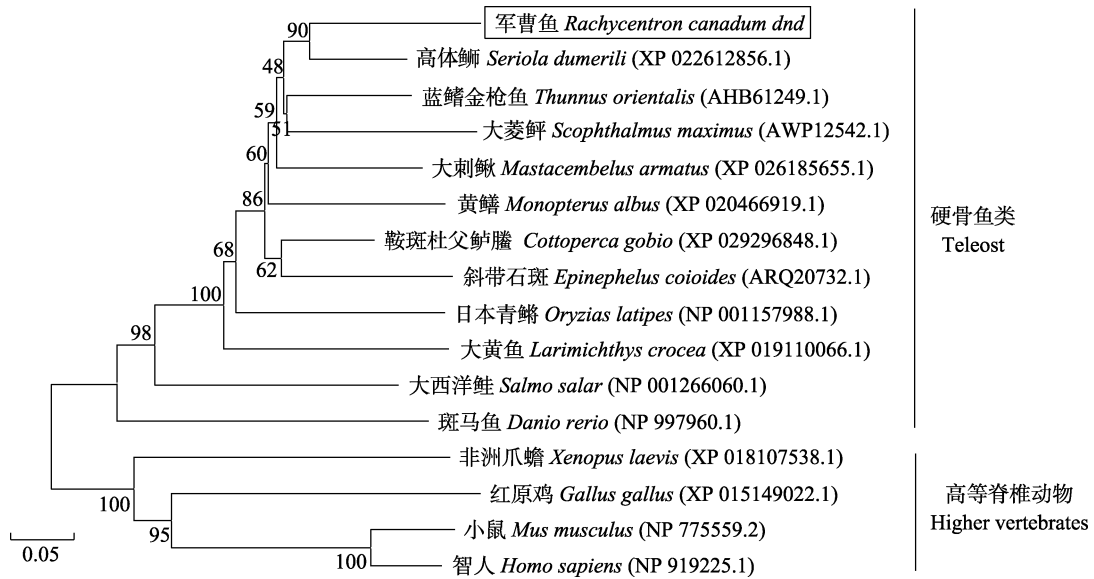 90
军曹鱼 Rachycentron canadum dnd
高体鰤 Seriola dumerili (XP 022612856.1)
48
蓝鳍金枪鱼 Thunnus orientalis (AHB61249.1)
59
51
大菱鲆 Scophthalmus maximus (AWP12542.1)
60
大刺鳅 Mastacembelus armatus (XP 026185655.1)
86
黄鳝 Monopterus albus (XP 020466919.1)
硬骨鱼类
Teleost
68
鞍斑杜父鲈䲢 Cottoperca gobio (XP 029296848.1)
62
斜带石斑 Epinephelus coioides (ARQ20732.1)
100
日本青鳉 Oryzias latipes (NP 001157988.1)
98
大黄鱼 Larimichthys crocea (XP 019110066.1)
大西洋鲑 Salmo salar (NP 001266060.1)
斑马鱼 Danio rerio (NP 997960.1)
非洲爪蟾 Xenopus laevis (XP 018107538.1)
100
红原鸡 Gallus gallus (XP 015149022.1)
高等脊椎动物
Higher vertebrates
95
小鼠 Mus musculus (NP 775559.2)
0.05
100
智人 Homo sapiens (NP 919225.1)